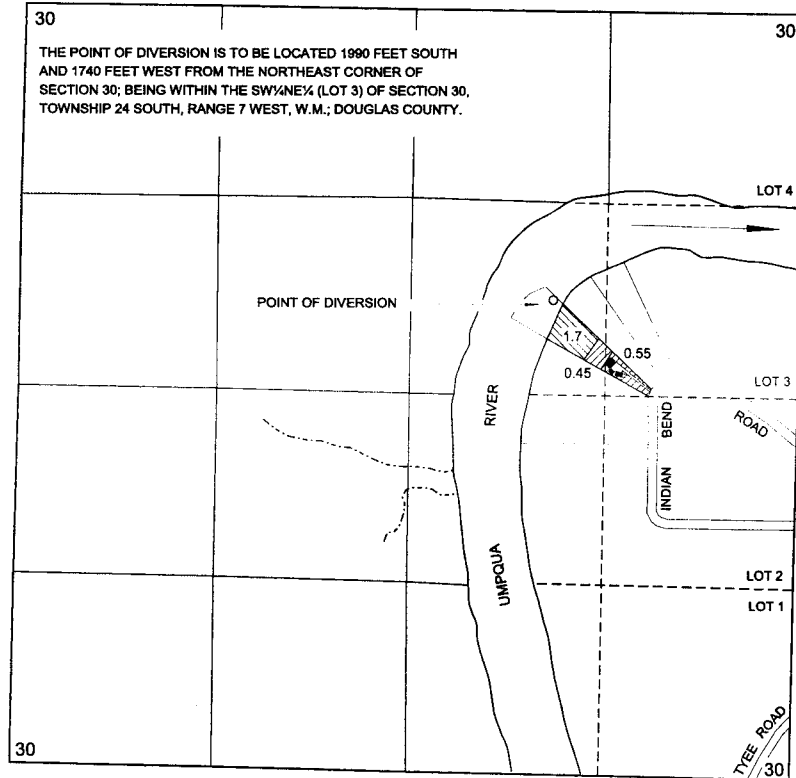 30
30
THE POINT OF DIVERSION IS TO BE LOCATED 1990 FEET SOUTH
AND 1740 FEET WEST FROM THE NORTHEAST CORNER OF
SECTION 30; BEING WITHIN THE SW¼NE¼ (LOT 3) OF SECTION 30,
TOWNSHIP 24 SOUTH, RANGE 7 WEST, W.M.; DOUGLAS COUNTY.
LOT 4
POINT OF DIVERSION
1.7
0.55
0.45
LOT 3
RIVER
BEND
ROAD
INDIAN
UMPQUA
LOT 2
LOT 1
TYEE ROAD
30
30